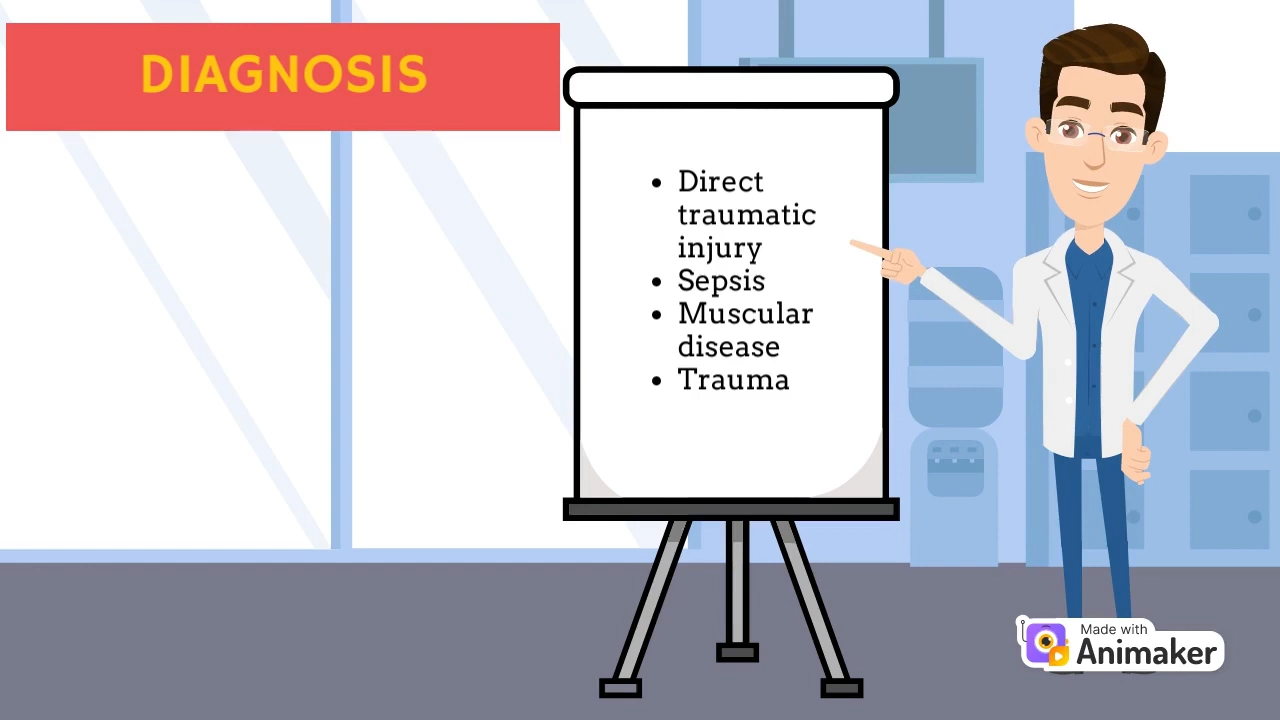 DIAGNOSIS
• Direct
traumatic
injury
• Sepsis
• Muscular
disease
• Trauma
Made with
Animaker